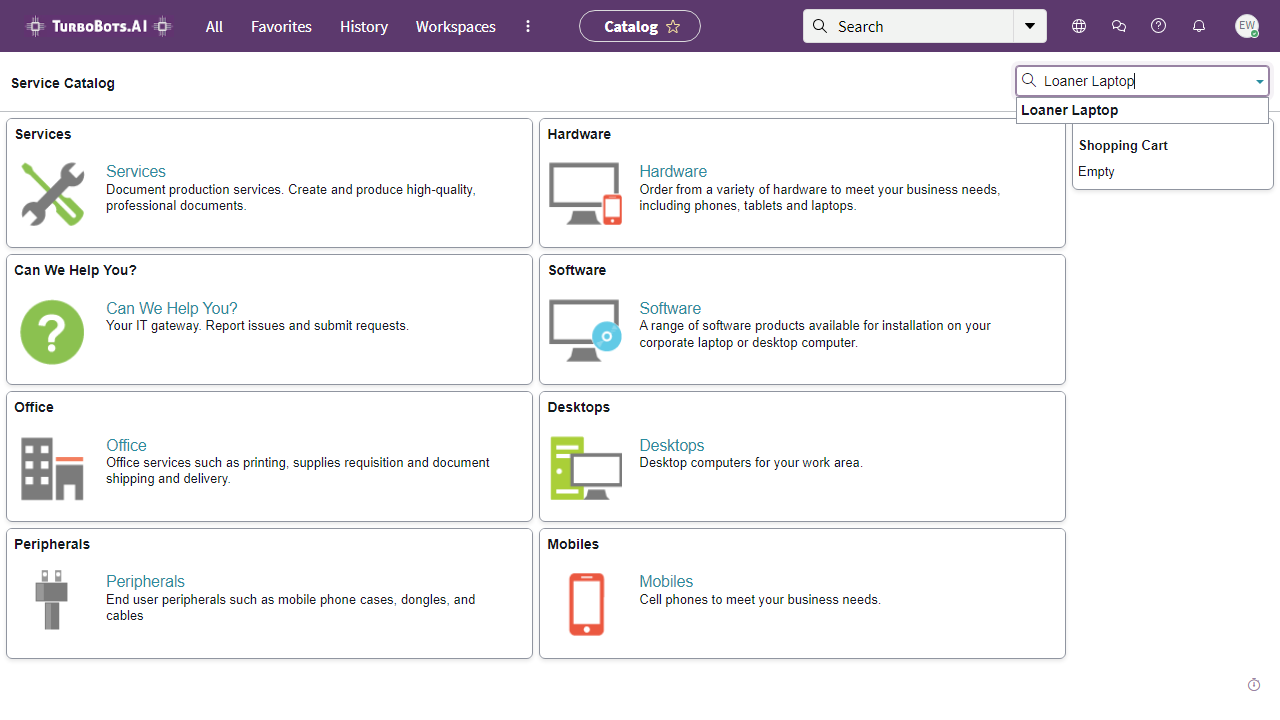 TURBOBOTS.AI
All
Favorites
History
Workspaces
Catalog
Search
EW
Service Catalog
Loaner Laptop
Loaner Laptop
Services
Services
Document production services. Create and produce high-quality,
professional documents.
Hardware
Hardware
Order from a variety of hardware to meet your business needs,
including phones, tablets and laptops.
Shopping Cart
Empty
Can We Help You?
Can We Help You?
Your IT gateway. Report issues and submit requests.
Software
Software
A range of software products available for installation on your
corporate laptop or desktop computer.
Office
Office
Office services such as printing, supplies requisition and document
shipping and delivery.
Desktops
Desktops
Desktop computers for your work area.
Peripherals
Peripherals
End user peripherals such as mobile phone cases, dongles, and
cables
Mobiles
Mobiles
Cell phones to meet your business needs.